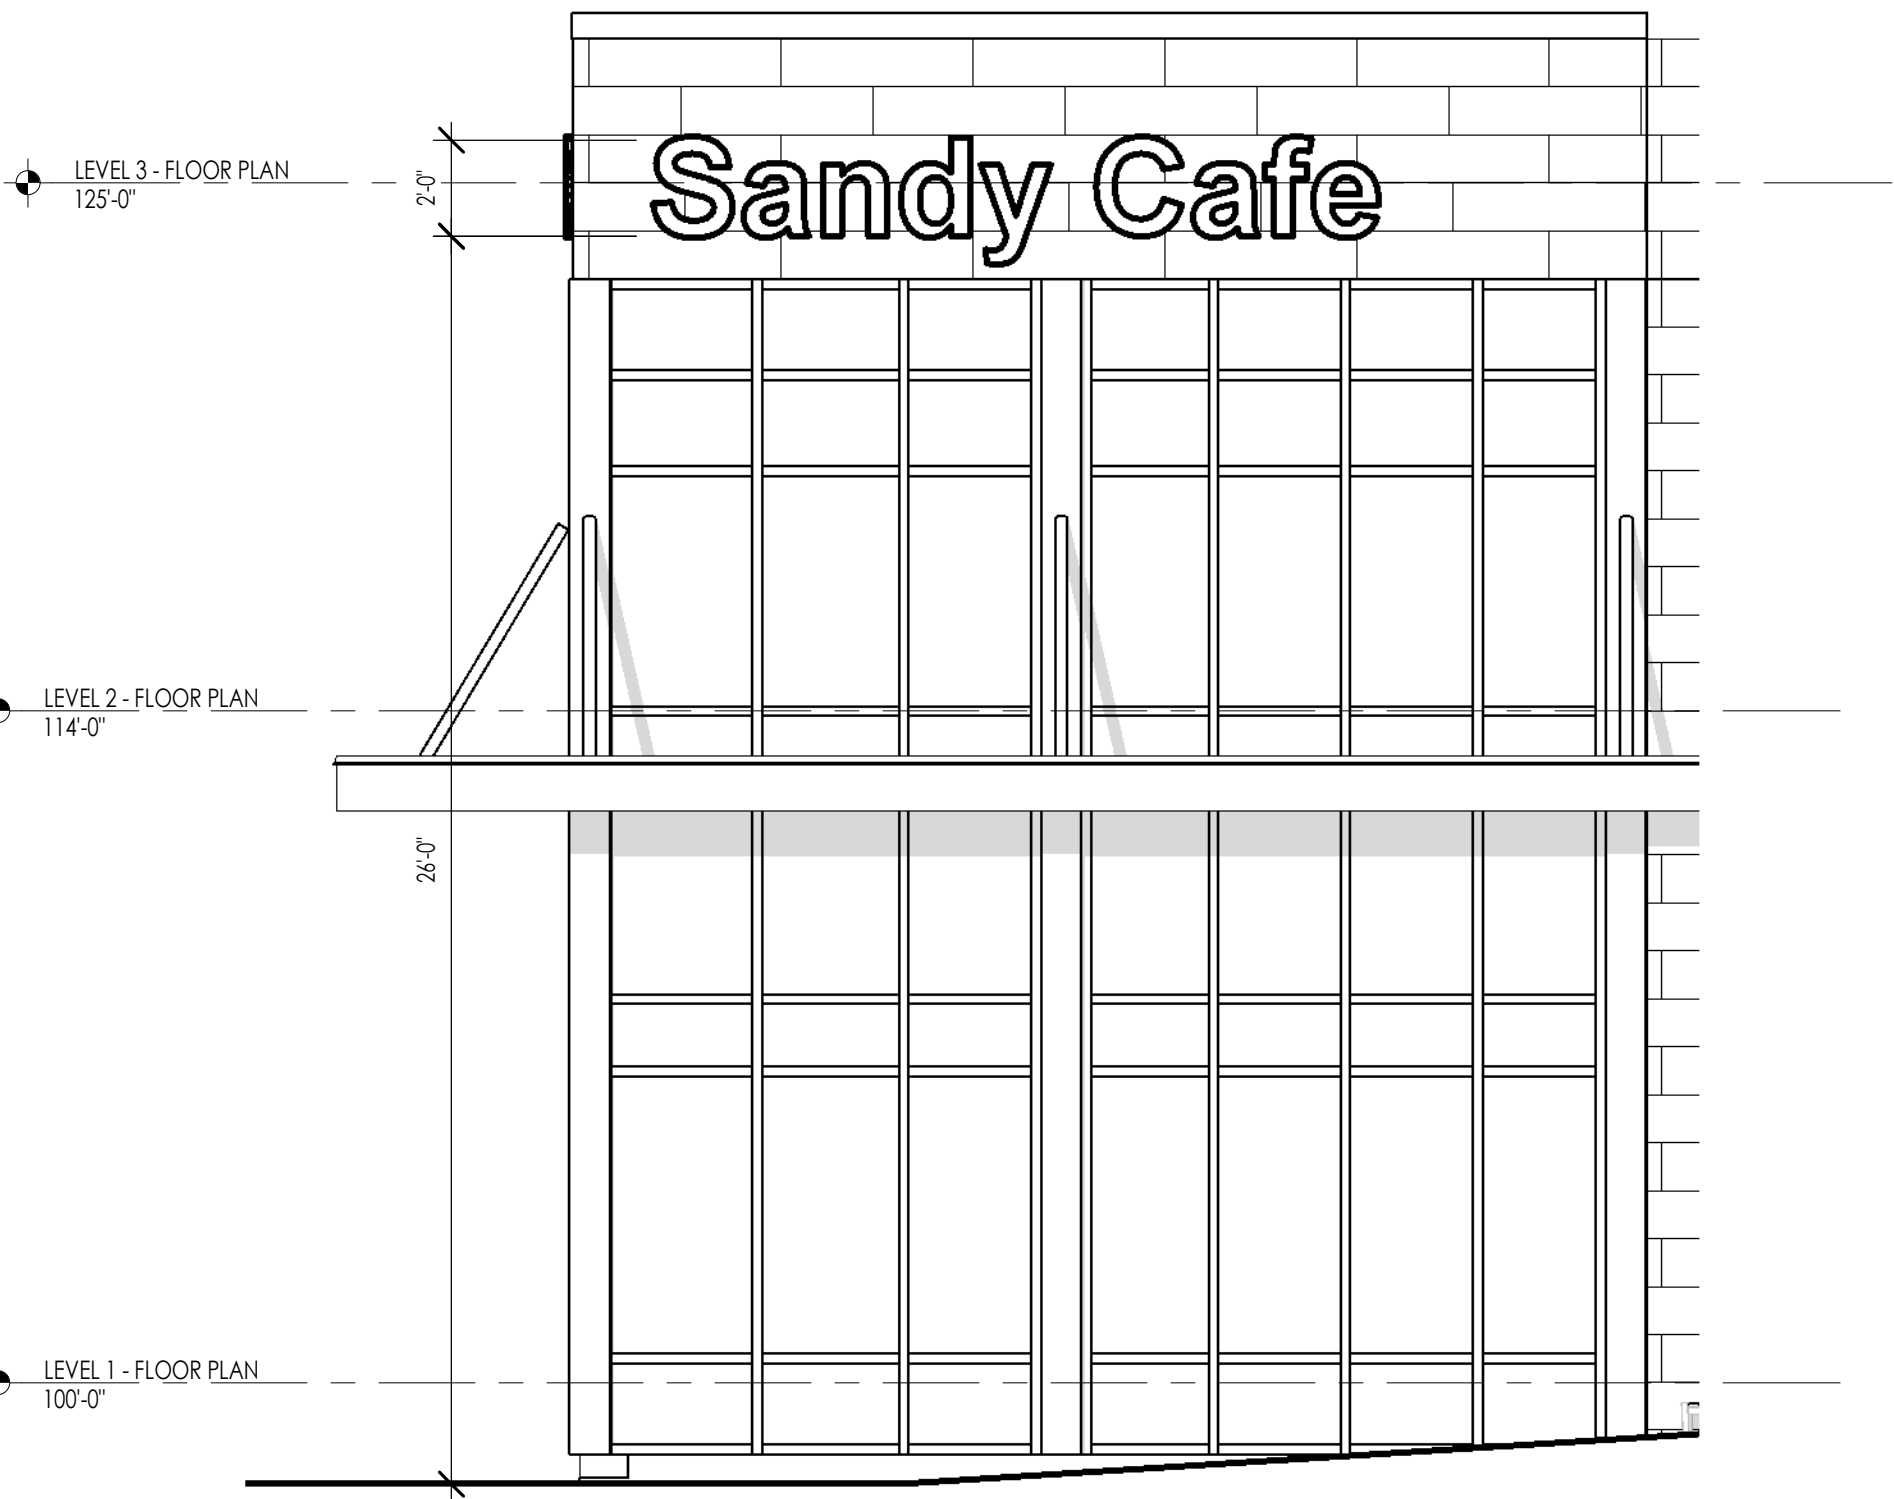 Sandy Cafe
LEVEL 3 - FLOOR PLAN
125'-0"
2'-0"
LEVEL 2 - FLOOR PLAN
114'-0"
26'-0"
LEVEL 1 - FLOOR PLAN
100'-0"